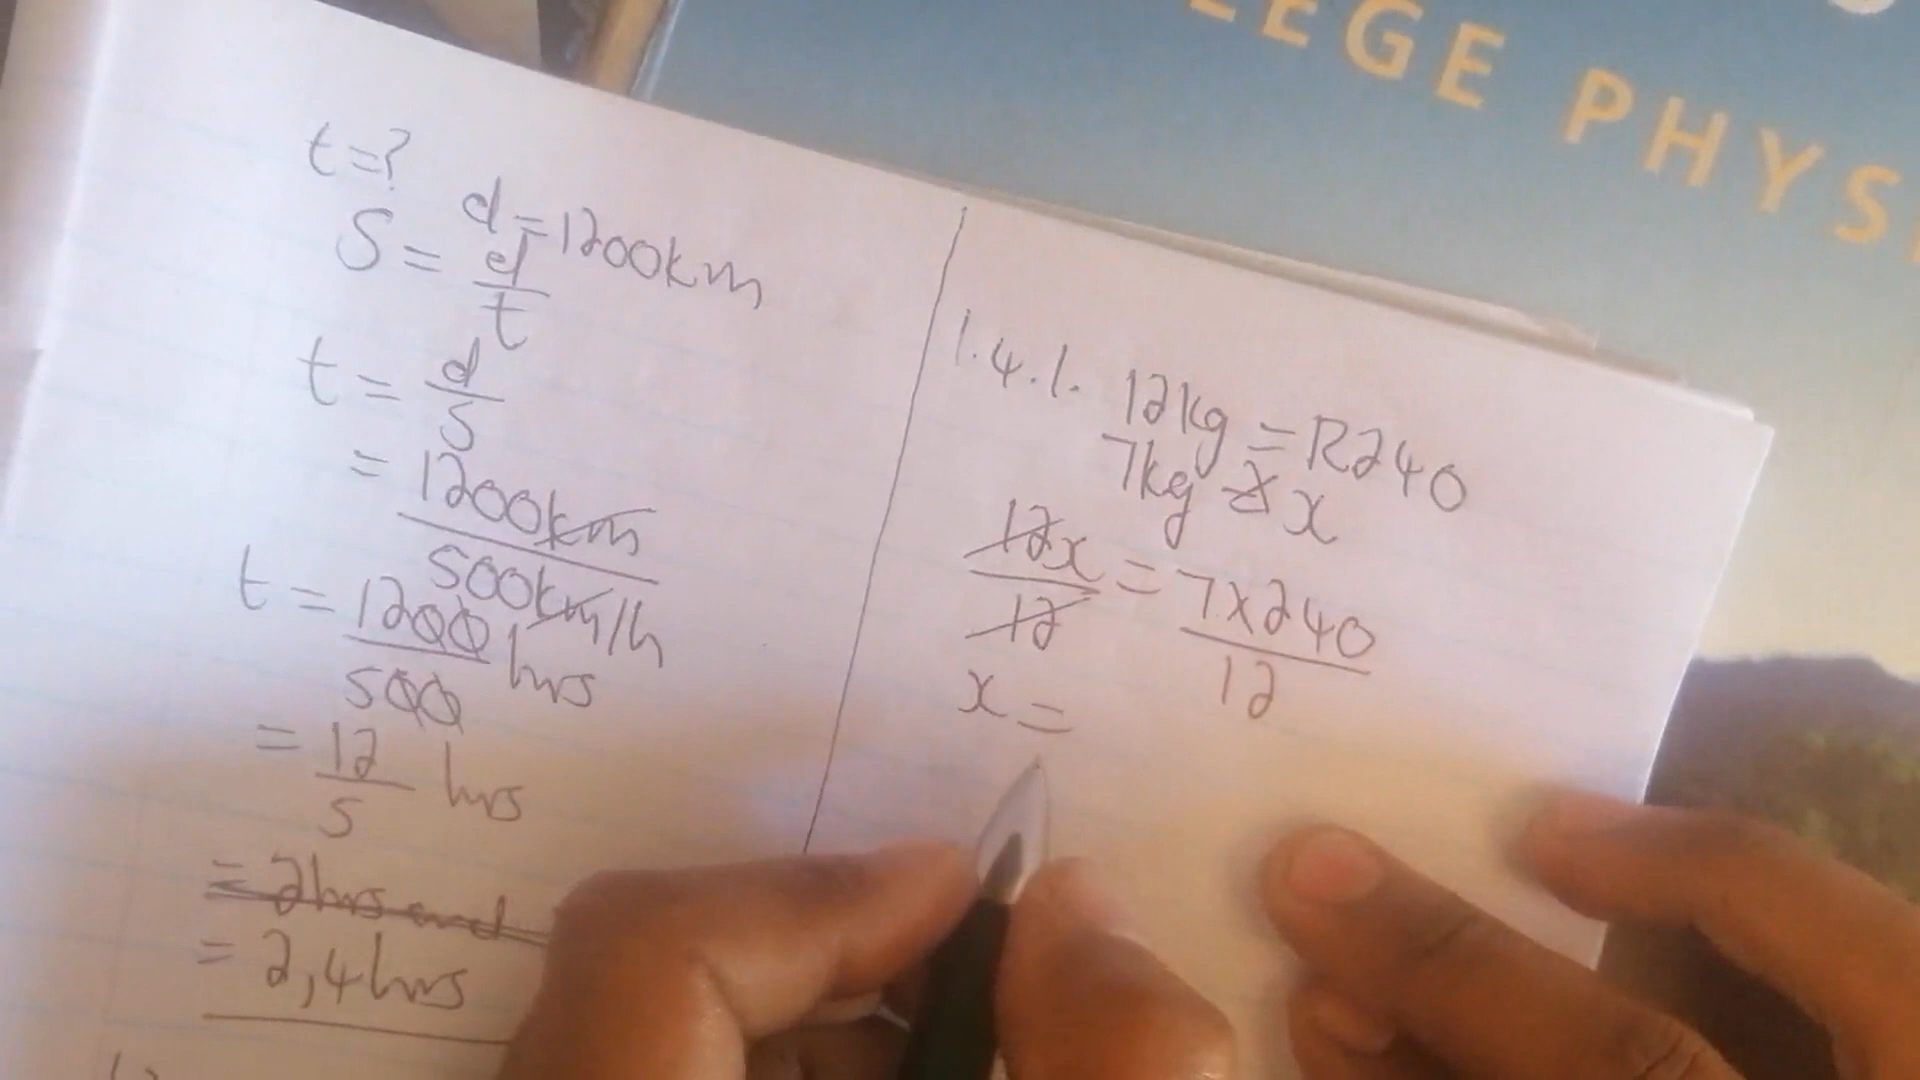 EGE PHYS
t=?
d=1200km
S = d/t
t = d/s
= 1200km/500km/h
t = 1200/500 hrs
= 12/5 hrs
= 2hrs and
= 2,4hrs
1.4.1. 12kg = R240
7kg = x
12x/12 = 7x240/12
x =